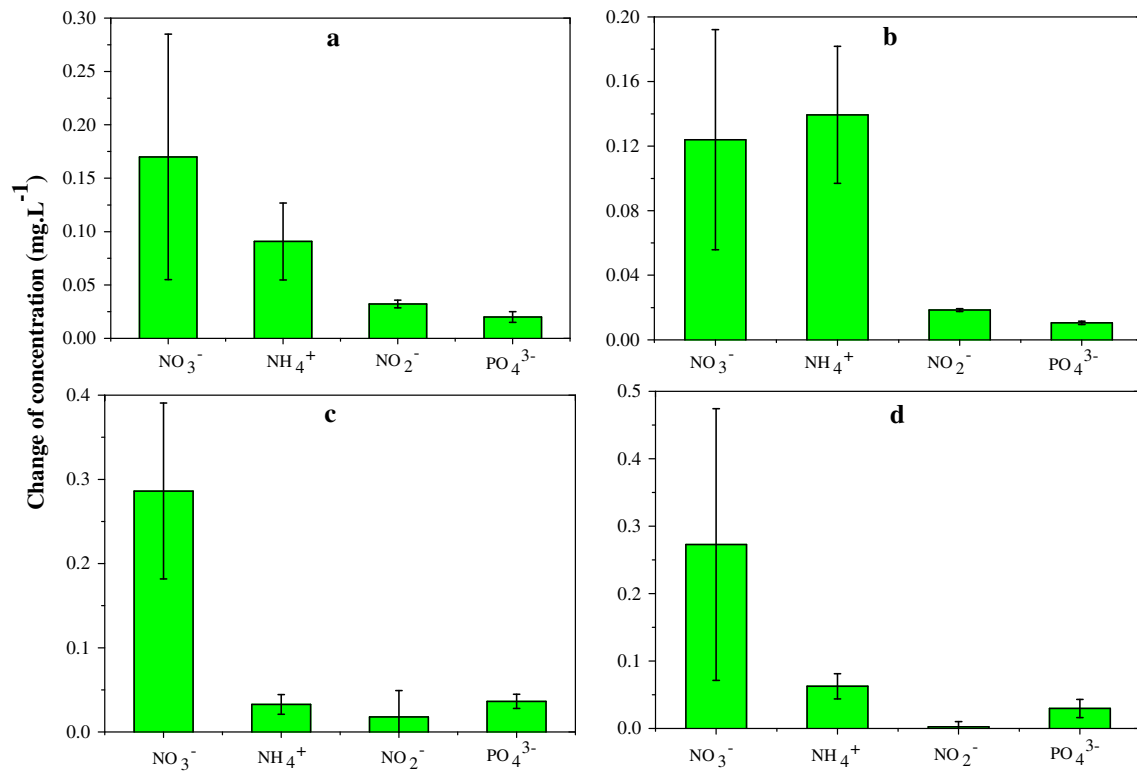 Change of concentration (mg.L⁻¹)
a
0.30
0.25
0.20
0.15
0.10
0.05
0.00
NO₃⁻ NH₄⁺ NO₂⁻ PO₄³⁻
b
0.20
0.16
0.12
0.08
0.04
0.00
NO₃⁻ NH₄⁺ NO₂⁻ PO₄³⁻
c
0.4
0.3
0.2
0.1
0.0
NO₃⁻ NH₄⁺ NO₂⁻ PO₄³⁻
d
0.5
0.4
0.3
0.2
0.1
0.0
NO₃⁻ NH₄⁺ NO₂⁻ PO₄³⁻